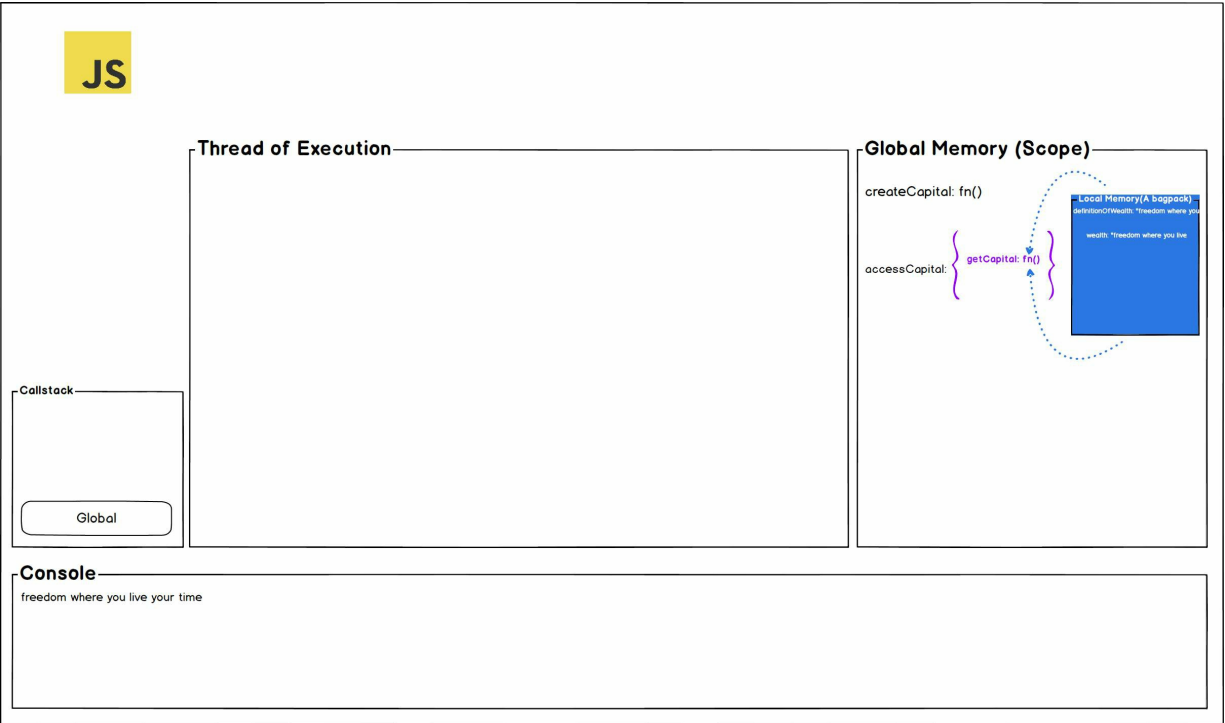 JS
Thread of Execution
Global Memory (Scope)
createCapital: fn()
Local Memory(A bagpack)
definitionOfWealth: "freedom where you
wealth: "freedom where you live
getCapital: fn()
accessCapital:
Callstack
Global
Console
freedom where you live your time